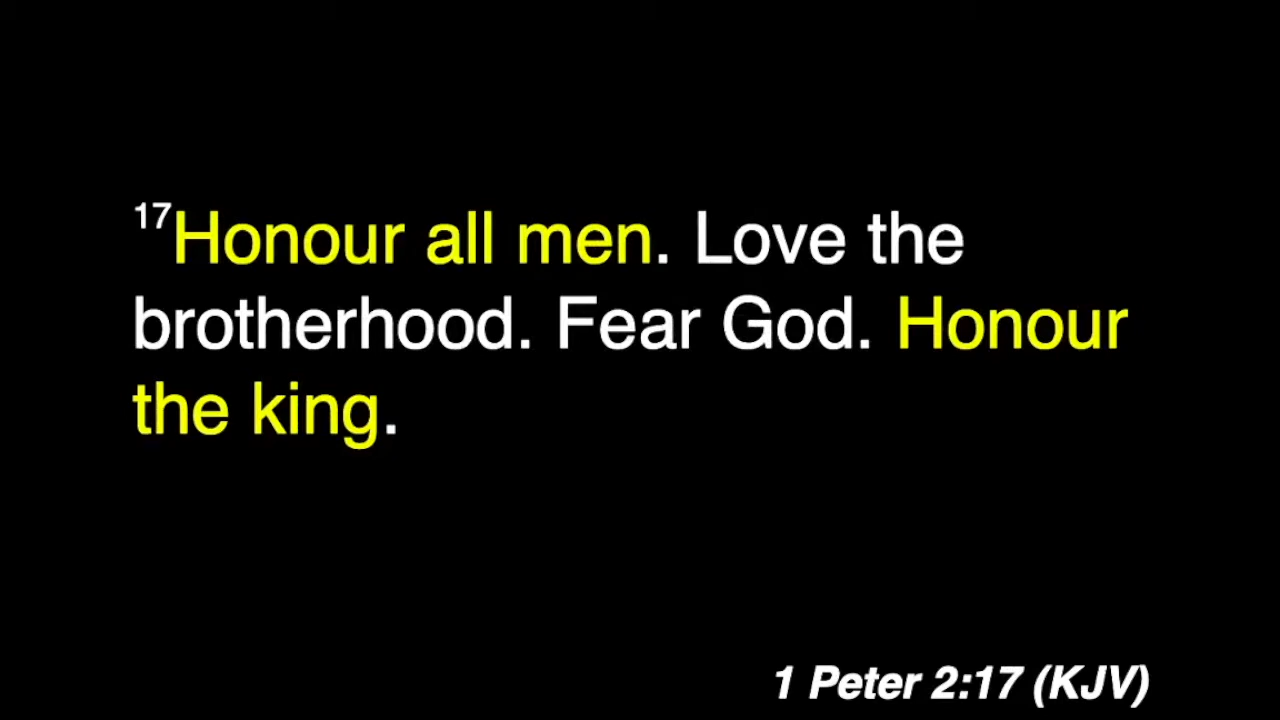 17Honour all men. Love the
brotherhood. Fear God. Honour
the king.
1 Peter 2:17 (KJV)